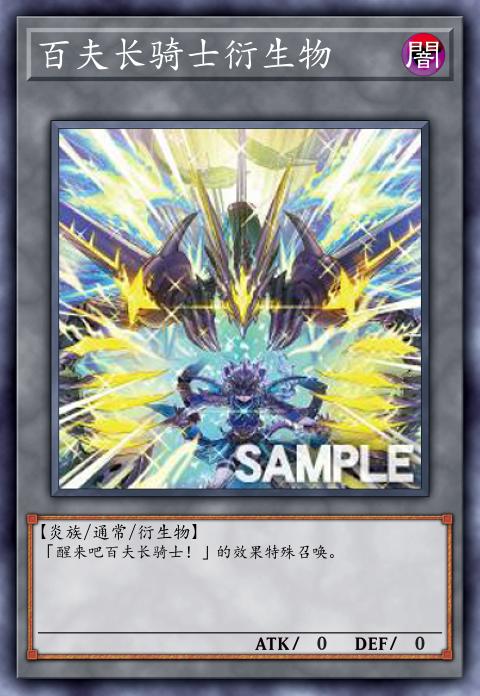 百夫长骑士衍生物
闇
SAMPLE
【炎族/通常/衍生物】
「醒来吧百夫长骑士！」的效果特殊召唤。
ATK/ 0 DEF/ 0